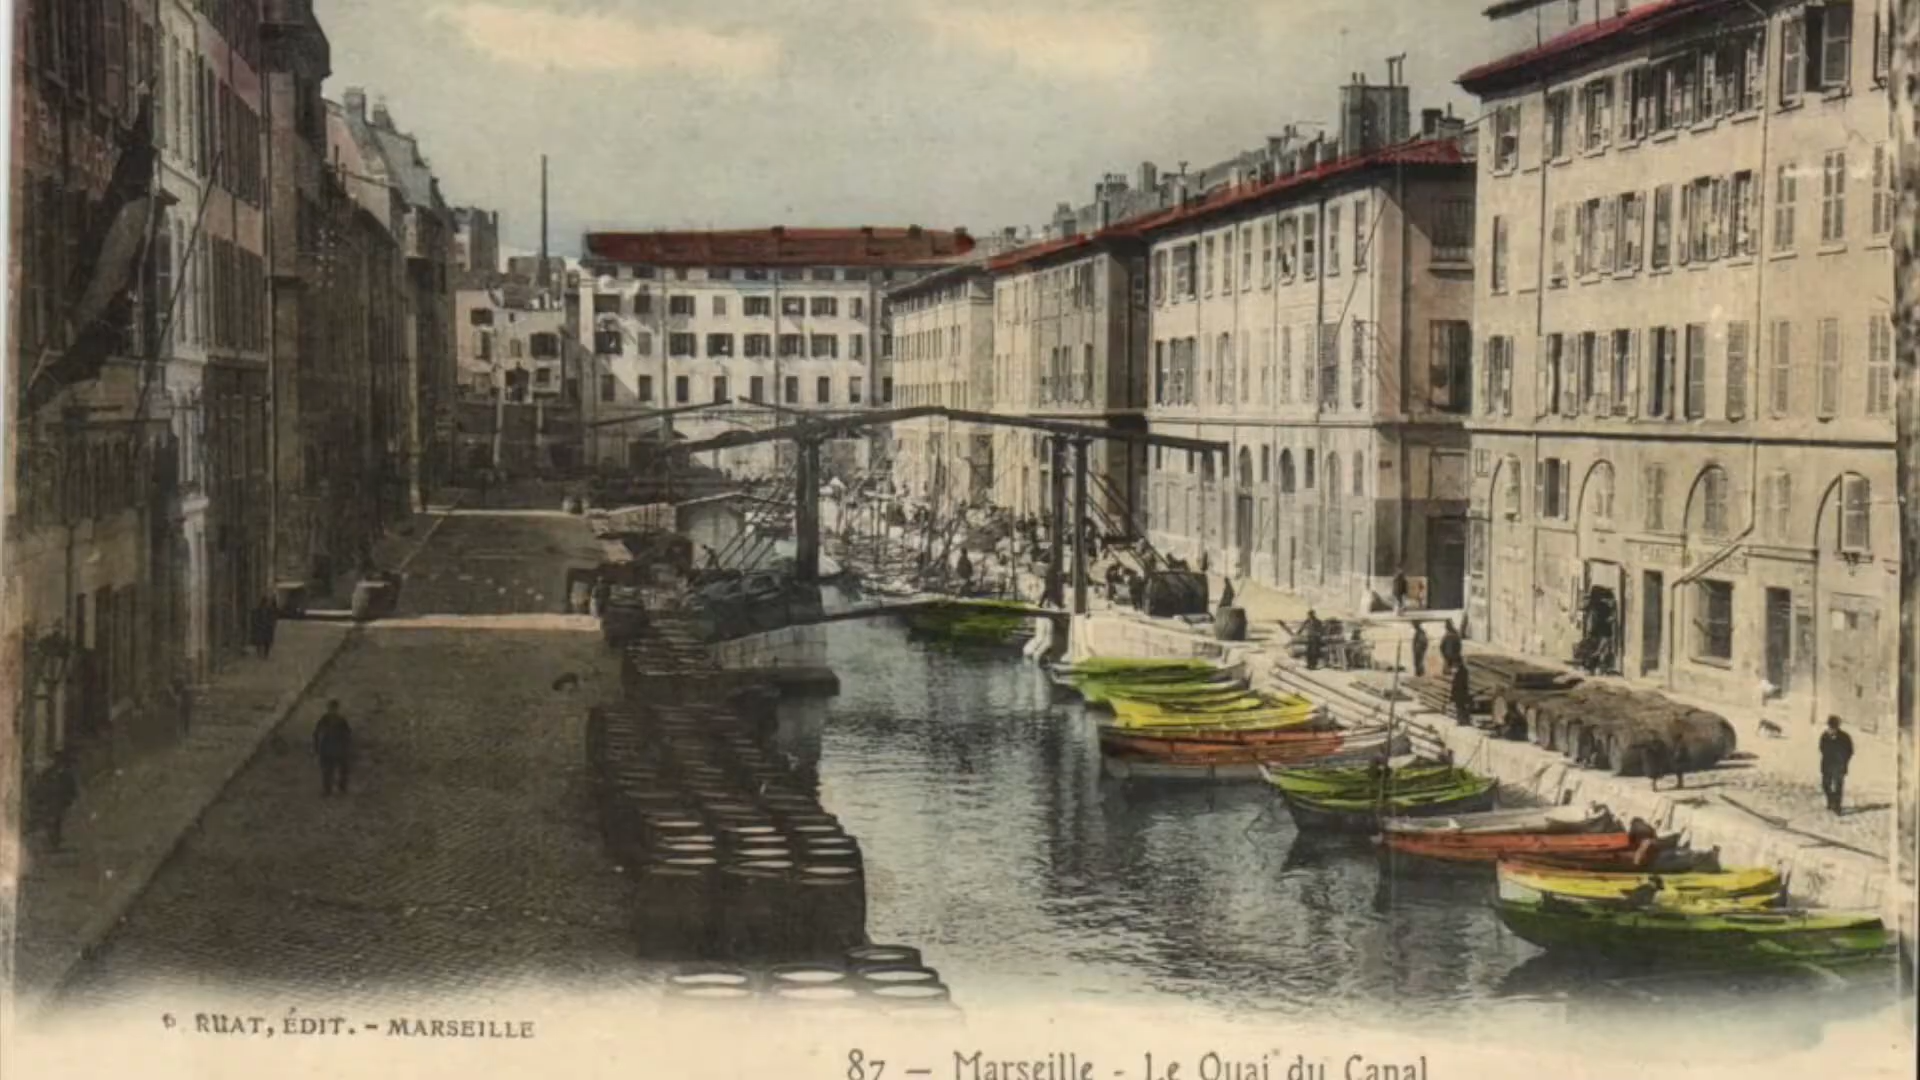 RUAT, ÉDIT. - MARSEILLE
87 — Marseille - Le Quai du Canal